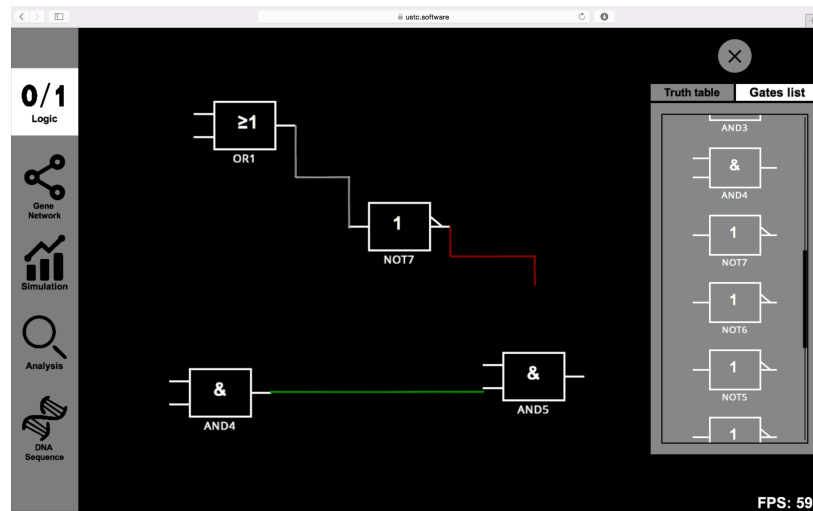 ustc.software
0/1
Logic
Gene
Network
Simulation
Analysis
DNA
Sequence
≥1
OR1
1
NOT7
&
AND4
&
AND5
Truth table
Gates list
AND3
&
AND4
1
NOT7
1
NOT6
1
NOT5
1
FPS: 59